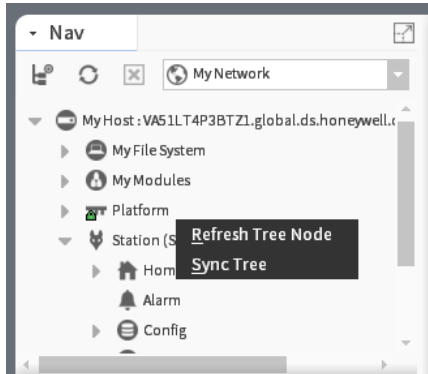 Nav
My Network
My Host : VA51LT4P3BTZ1.global.ds.honeywell.
My File System
My Modules
Platform
Station (S
Refresh Tree Node
Sync Tree
Hom
Alarm
Config